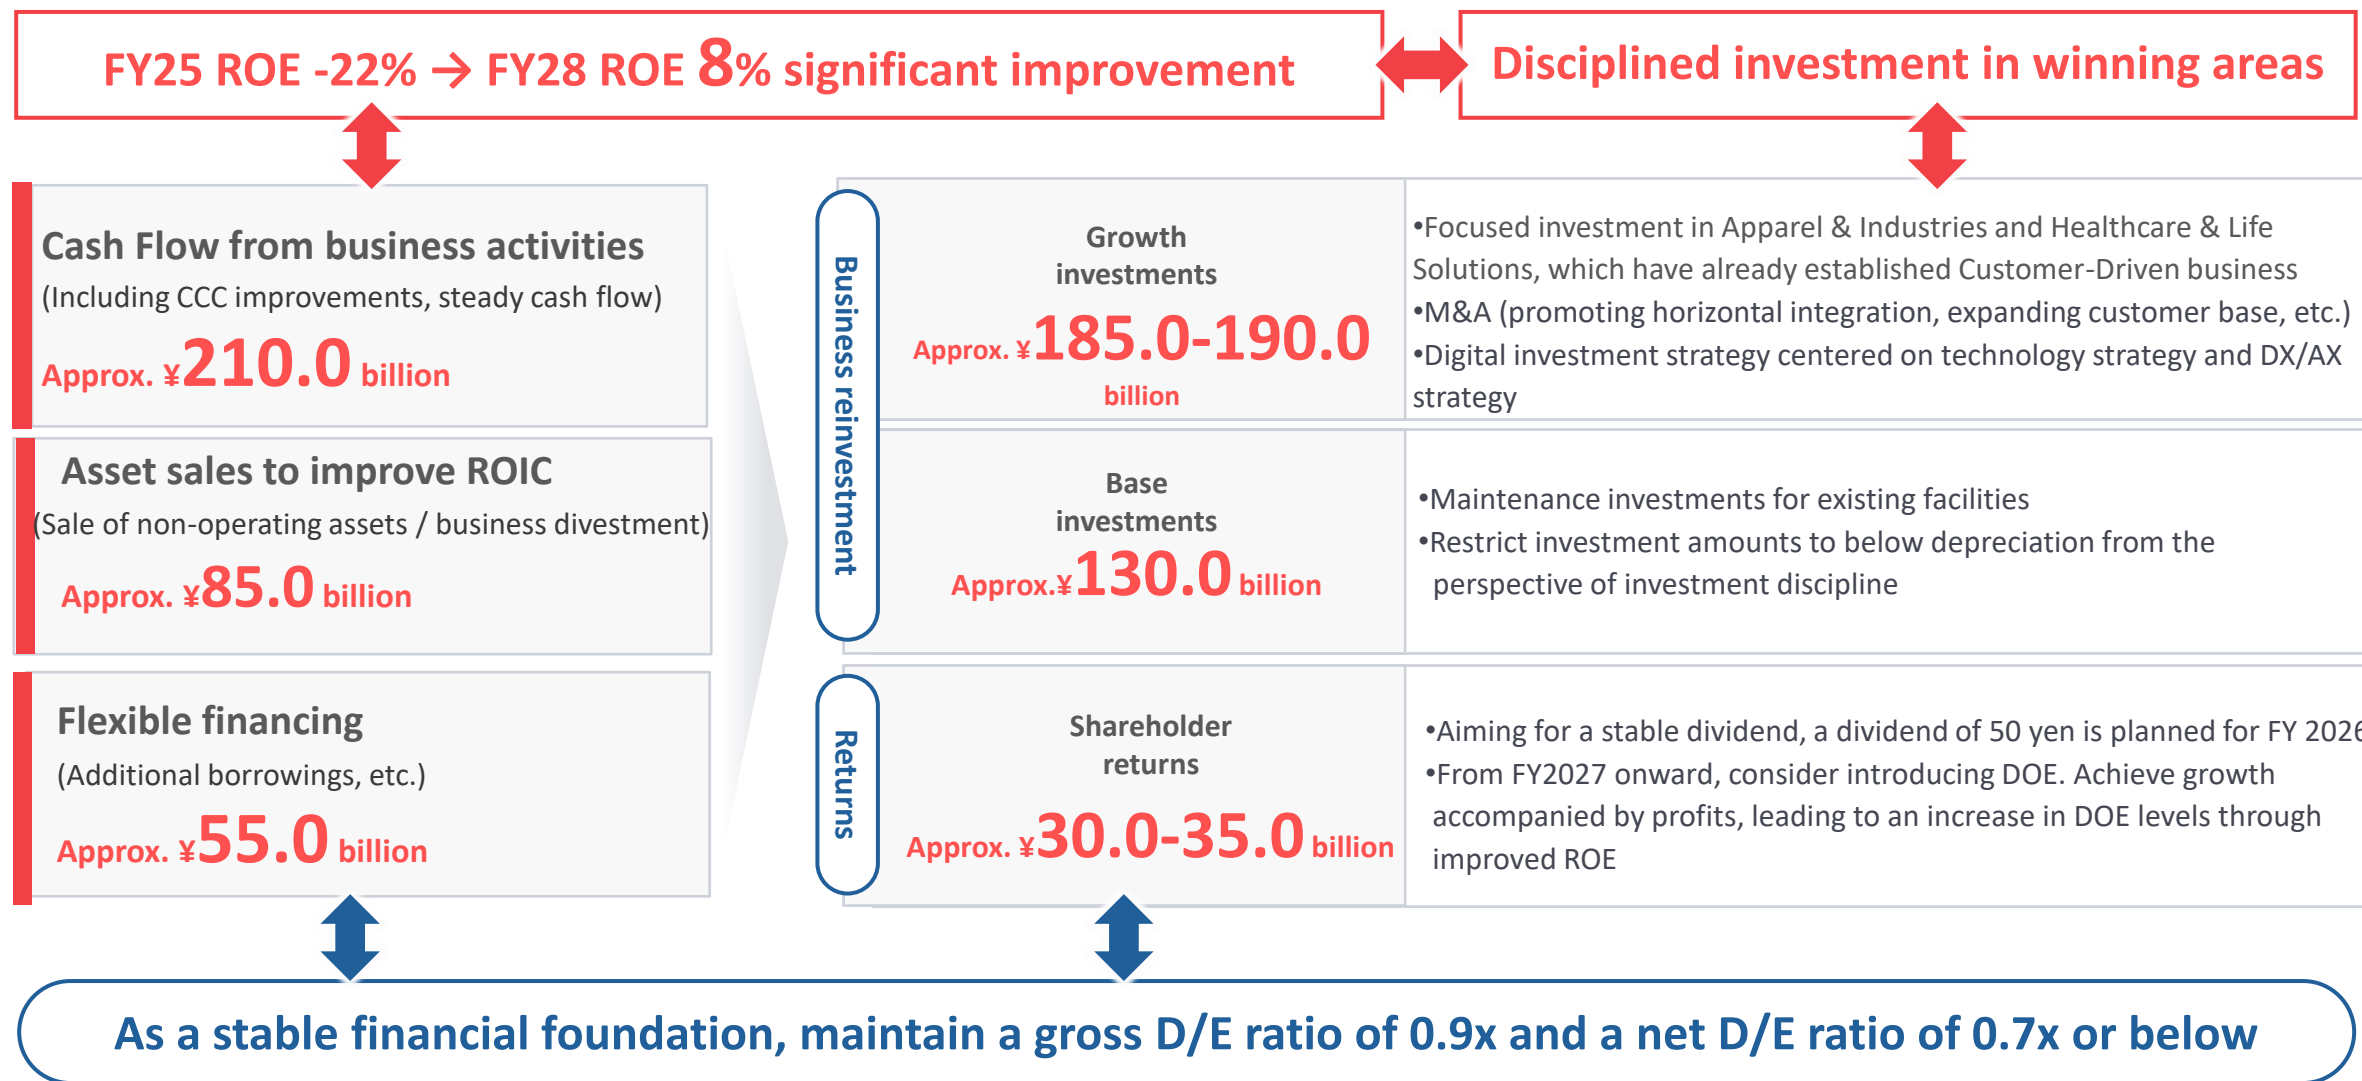 FY25 ROE -22% → FY28 ROE 8% significant improvement
Disciplined investment in winning areas
Cash Flow from business activities
(Including CCC improvements, steady cash flow)
Approx. ¥210.0 billion
Asset sales to improve ROIC
(Sale of non-operating assets / business divestment)
Approx. ¥85.0 billion
Flexible financing
(Additional borrowings, etc.)
Approx. ¥55.0 billion
Business reinvestment
Growth
investments
Approx. ¥185.0-190.0
billion
•Focused investment in Apparel & Industries and Healthcare & Life
Solutions, which have already established Customer-Driven business
•M&A (promoting horizontal integration, expanding customer base, etc.)
•Digital investment strategy centered on technology strategy and DX/AX
strategy
Base
investments
Approx.¥130.0 billion
•Maintenance investments for existing facilities
•Restrict investment amounts to below depreciation from the
perspective of investment discipline
Returns
Shareholder
returns
Approx. ¥30.0-35.0 billion
•Aiming for a stable dividend, a dividend of 50 yen is planned for FY 2026
•From FY2027 onward, consider introducing DOE. Achieve growth
accompanied by profits, leading to an increase in DOE levels through
improved ROE
As a stable financial foundation, maintain a gross D/E ratio of 0.9x and a net D/E ratio of 0.7x or below